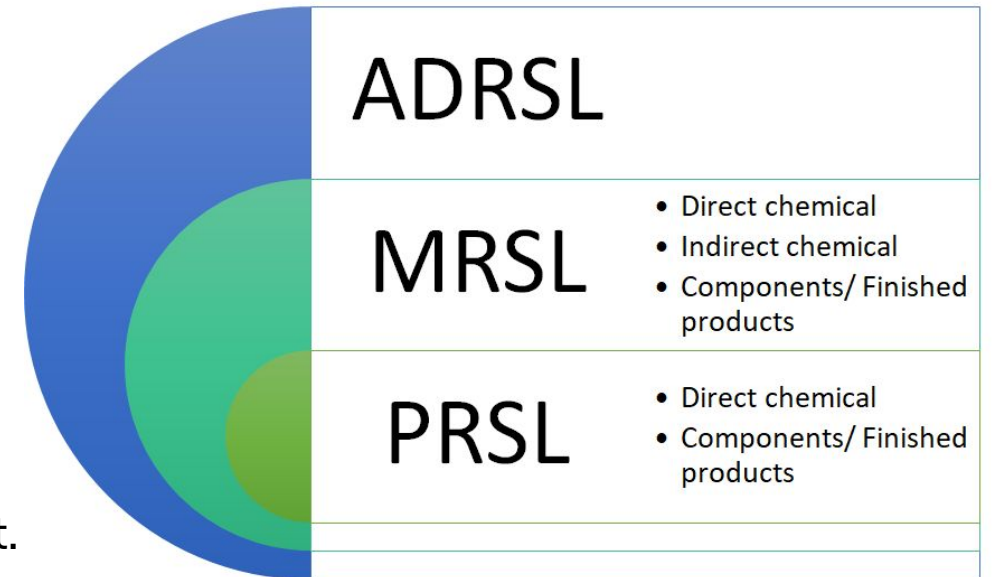 ADRSL
MRSL
• Direct chemical
• Indirect chemical
• Components/ Finished
products
PRSL
• Direct chemical
• Components/ Finished
products
t.